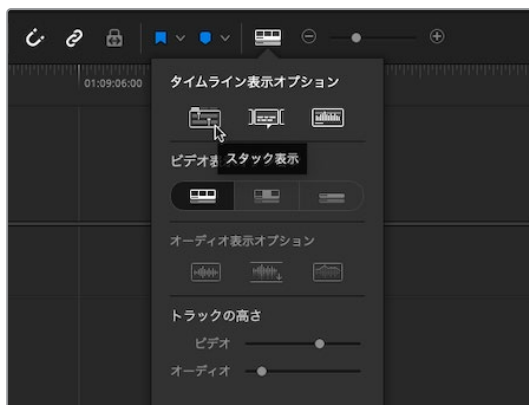 01:09:06:00
タイムライン表示オプション
スタック表示
ビデオ表
オーディオ表示オプション
トラックの高さ
ビデオ
オーディオ